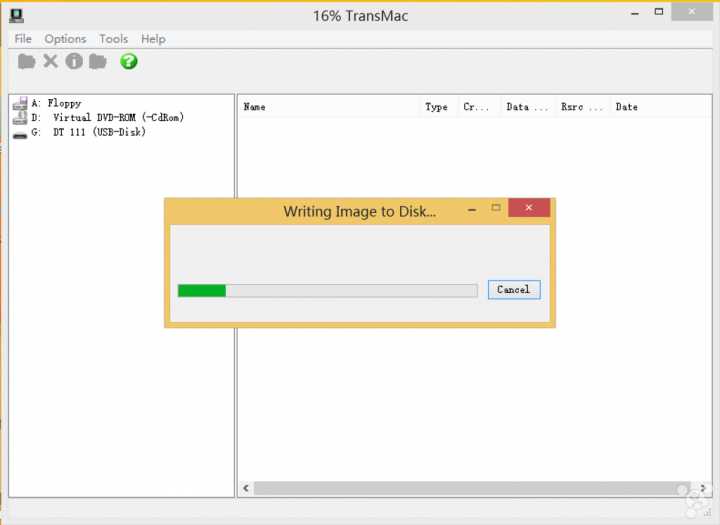 16% TransMac
File Options Tools Help
A: Floppy
D: Virtual DVD-ROM (-CdRom)
G: DT 111 (USB-Disk)
Name Type Cr... Data ... Rsrc ... Date
Writing Image to Disk...
Cancel